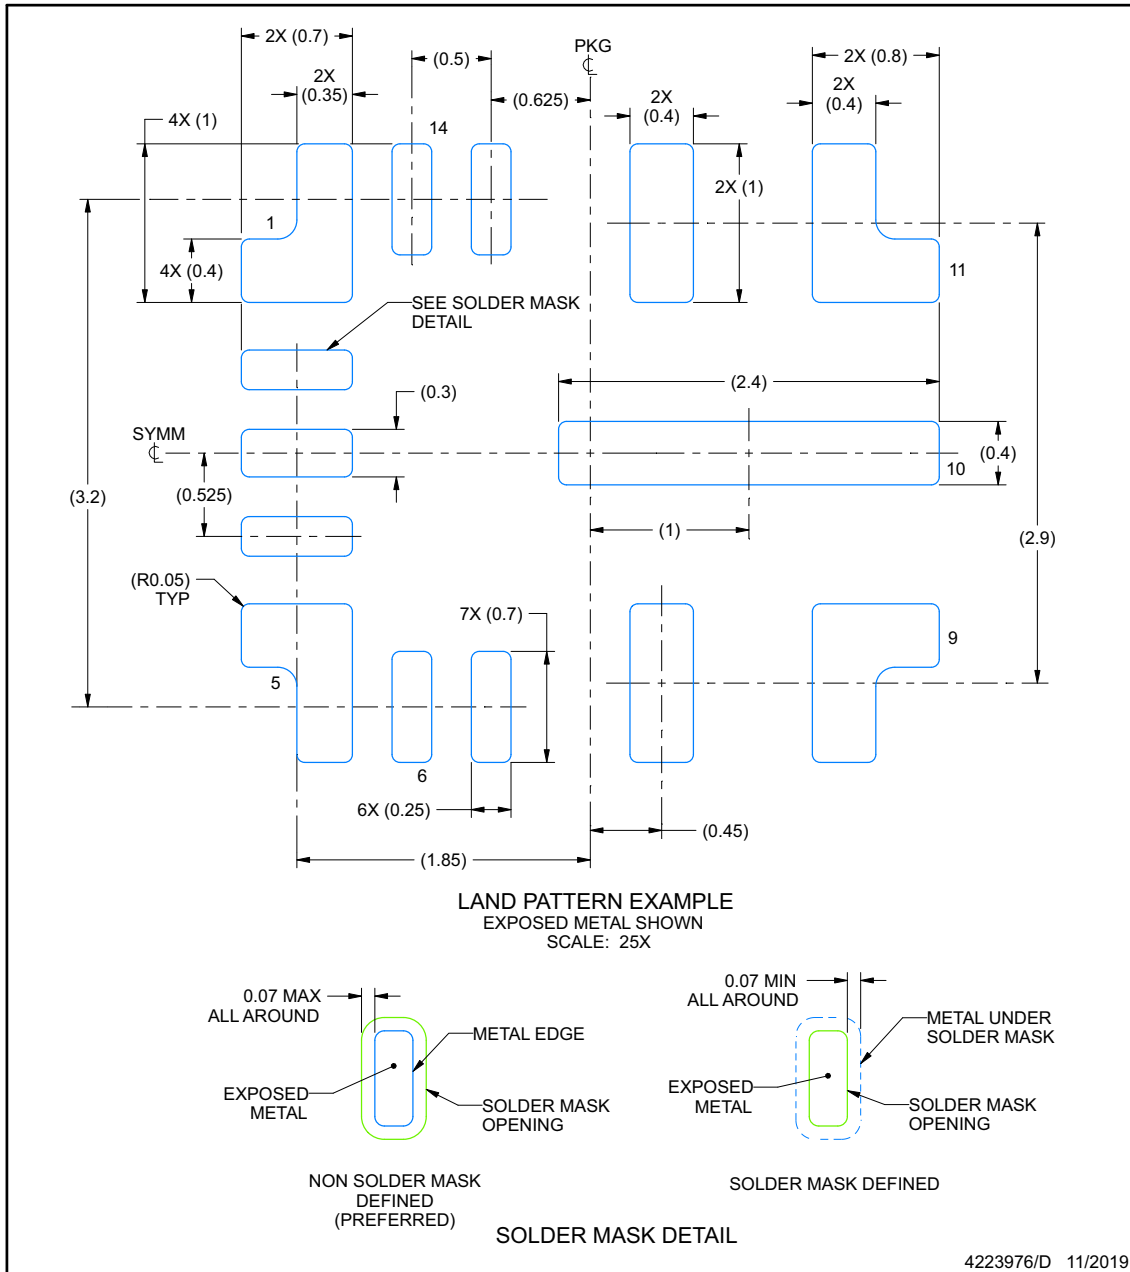 2X (0.7)
(0.5)
PKG
2X (0.8)
2X
(0.35)
(0.625)
2X
(0.4)
2X
(0.4)
4X (1)
14
2X (1)
1
4X (0.4)
11
SEE SOLDER MASK
DETAIL
(2.4)
(0.3)
SYMM
(0.4)
10
(3.2)
(0.525)
(1)
(2.9)
(R0.05)
TYP
7X (0.7)
9
5
6
6X (0.25)
(0.45)
(1.85)
LAND PATTERN EXAMPLE
EXPOSED METAL SHOWN
SCALE: 25X
0.07 MAX
ALL AROUND
METAL EDGE
EXPOSED
METAL
SOLDER MASK
OPENING
NON SOLDER MASK
DEFINED
(PREFERRED)
0.07 MIN
ALL AROUND
METAL UNDER
SOLDER MASK
EXPOSED
METAL
SOLDER MASK
OPENING
SOLDER MASK DEFINED
SOLDER MASK DETAIL
4223976/D 11/2019